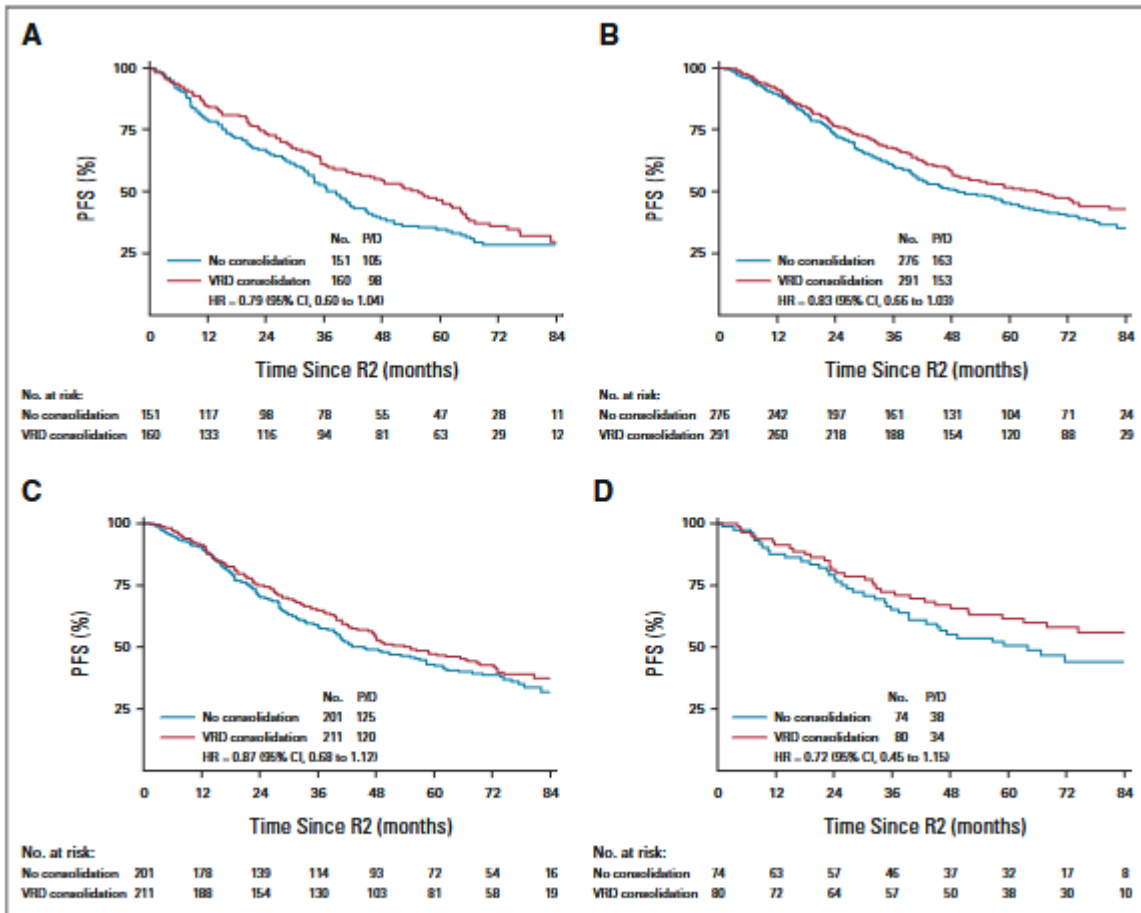 A
100
75
50
25
PFS (%)
No. P/D
No consolidation 151 105
VRD consolidaton 160 98
HR = 0.79 (95% CI, 0.60 to 1.04)
0 12 24 36 48 60 72 84
Time Since R2 (months)
No. at risk:
No consolidation 151 117 98 78 55 47 28 11
VRD consolidation 160 133 116 94 81 63 29 12
B
100
75
50
25
PFS (%)
No. P/D
No consolidation 276 163
VRD consolidation 291 153
HR = 0.83 (95% CI, 0.66 to 1.03)
0 12 24 36 48 60 72 84
Time Since R2 (months)
No. at risk:
No consolidation 276 242 197 161 131 104 71 24
VRD consolidation 291 260 218 188 154 120 88 29
C
100
75
50
25
PFS (%)
No. P/D
No consolidation 201 125
VRD consolidation 211 120
HR = 0.87 (95% CI, 0.68 to 1.12)
0 12 24 36 48 60 72 84
Time Since R2 (months)
No. at risk:
No consolidation 201 178 139 114 93 72 54 16
VRD consolidation 211 188 154 130 103 81 58 19
D
100
75
50
25
PFS (%)
No. P/D
No consolidation 74 38
VRD consolidation 80 34
HR = 0.72 (95% CI, 0.45 to 1.15)
0 12 24 36 48 60 72 84
Time Since R2 (months)
No. at risk:
No consolidation 74 63 57 46 37 32 17 8
VRD consolidation 80 72 64 57 50 38 30 10